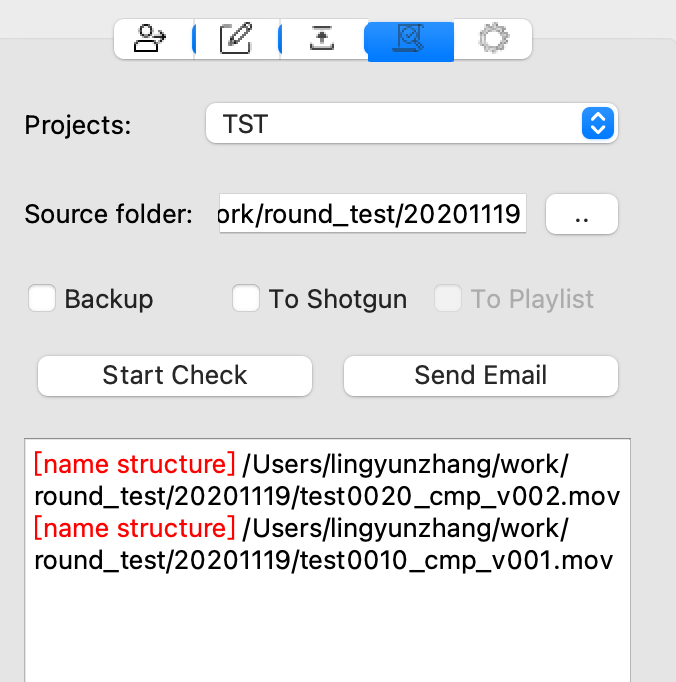 Projects:
TST
Source folder:
ork/round_test/20201119
..
Backup
To Shotgun
To Playlist
Start Check
Send Email
[name structure] /Users/lingyunzhang/work/
round_test/20201119/test0020_cmp_v002.mov
[name structure] /Users/lingyunzhang/work/
round_test/20201119/test0010_cmp_v001.mov